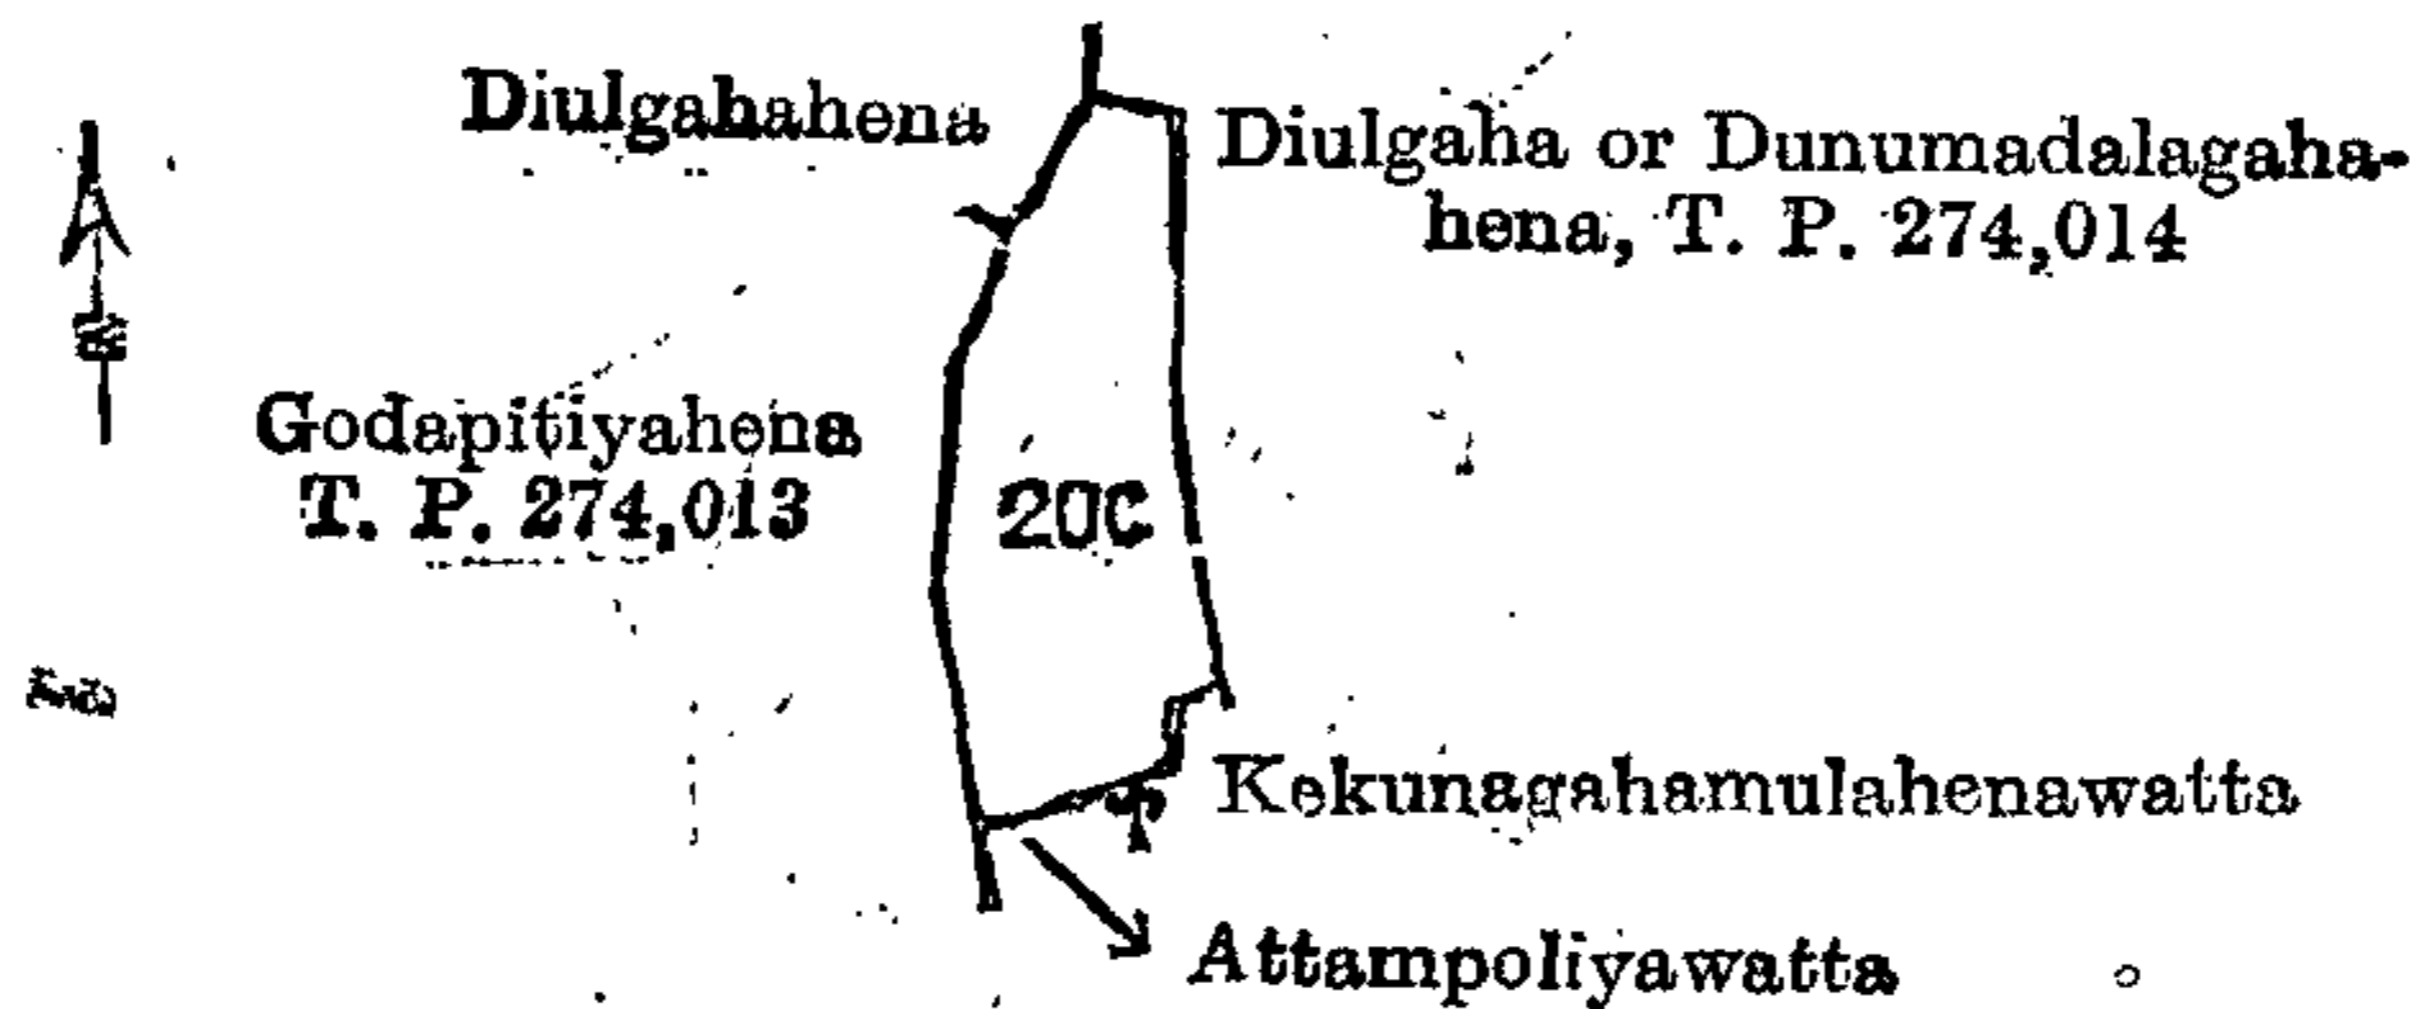 Diulgahahena
Diulgaha or Dunumadalagaha-
hena, T. P. 274,014
Godapitiyahena
T. P. 274,013
20C
Kekunagahamulahenawatta
Attampoliyawatta